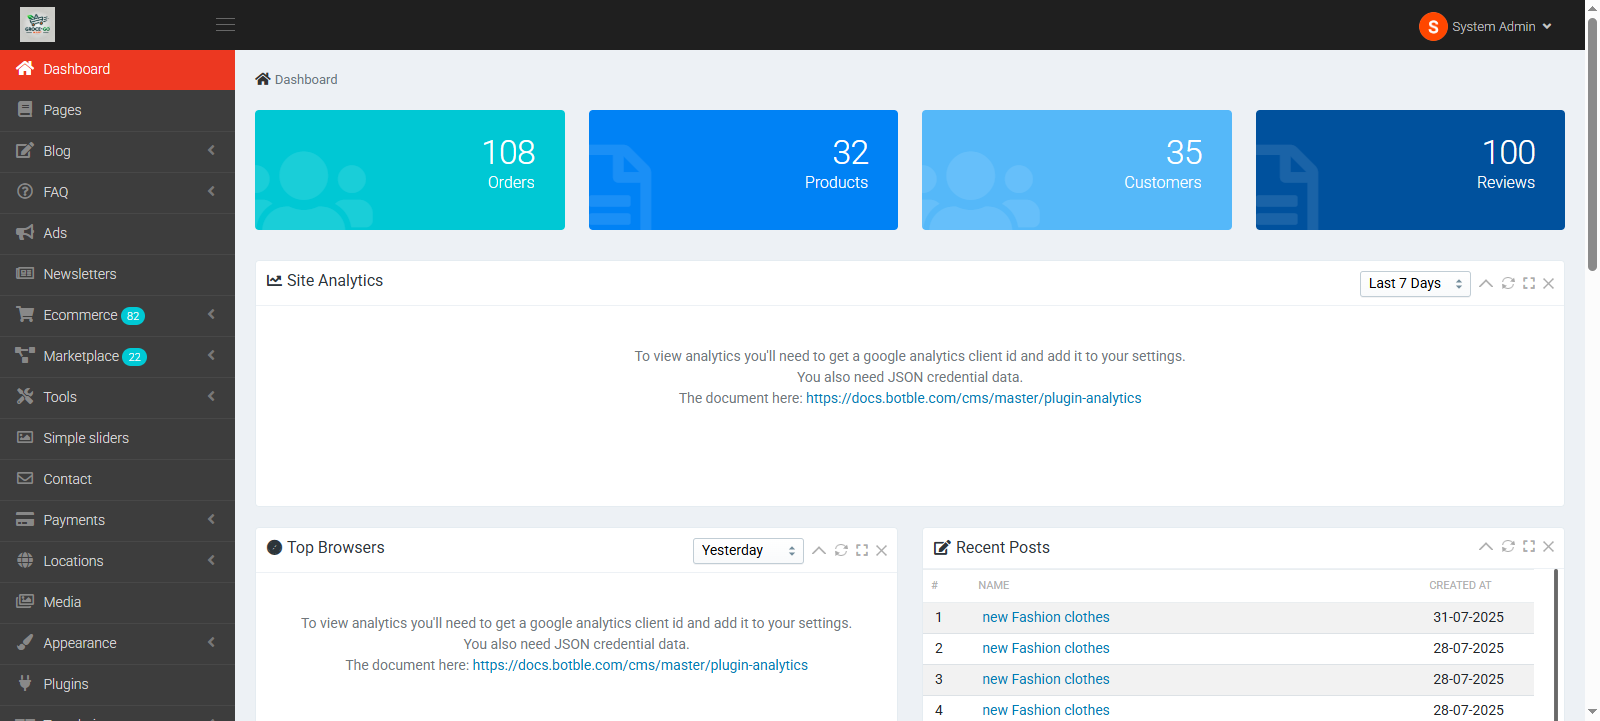 GROCE-GO
S System Admin
Dashboard
Pages
Blog
FAQ
Ads
Newsletters
Ecommerce 82
Marketplace 22
Tools
Simple sliders
Contact
Payments
Locations
Media
Appearance
Plugins
Dashboard
108
Orders
32
Products
35
Customers
100
Reviews
Site Analytics
Last 7 Days
To view analytics you'll need to get a google analytics client id and add it to your settings.
You also need JSON credential data.
The document here: https://docs.botble.com/cms/master/plugin-analytics
Top Browsers
Yesterday
To view analytics you'll need to get a google analytics client id and add it to your settings.
You also need JSON credential data.
The document here: https://docs.botble.com/cms/master/plugin-analytics
Recent Posts
# NAME CREATED AT
1 new Fashion clothes 31-07-2025
2 new Fashion clothes 28-07-2025
3 new Fashion clothes 28-07-2025
4 new Fashion clothes 28-07-2025